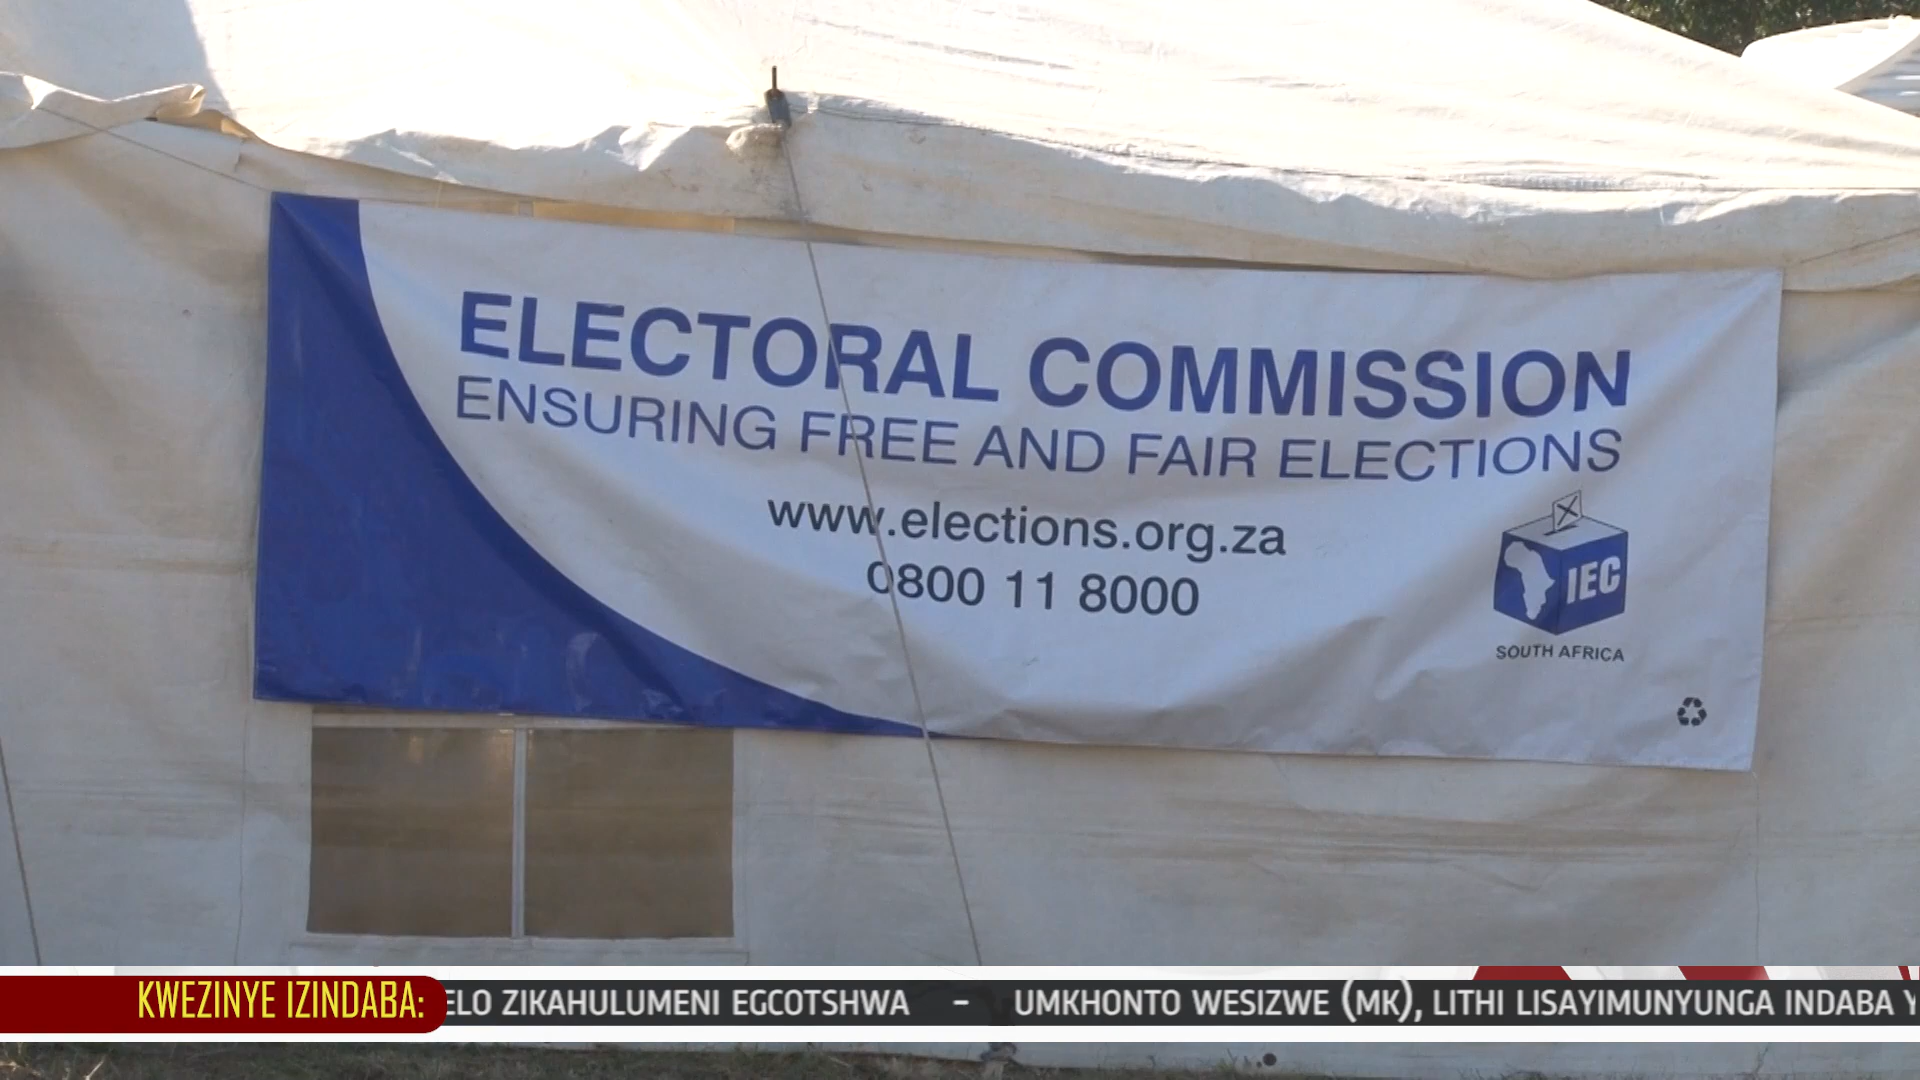 ELECTORAL COMMISSION
ENSURING FREE AND FAIR ELECTIONS
www.elections.org.za
0800 11 8000
IEC
SOUTH AFRICA
KWEZINYE IZINDABA:
ELO ZIKAHULUMENI EGCOTSHWA - UMKHONTO WESIZWE (MK), LITHI LISAYIMUNYUNGA INDABA Y